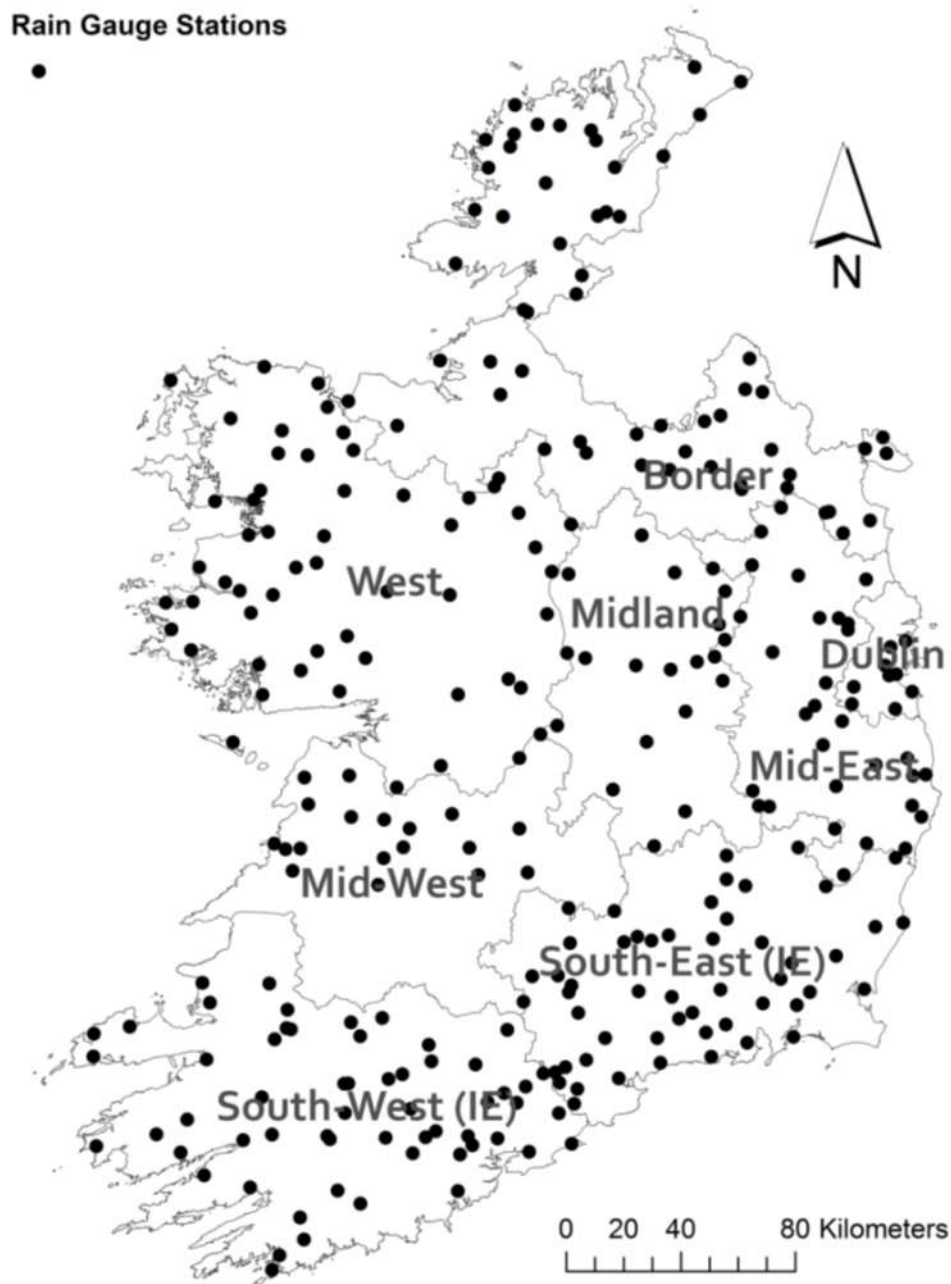 Rain Gauge Stations
N
Border
West
Midland
Dublin
Mid-East
Mid-West
South-East (IE)
South-West (IE)
0 20 40 80 Kilometers